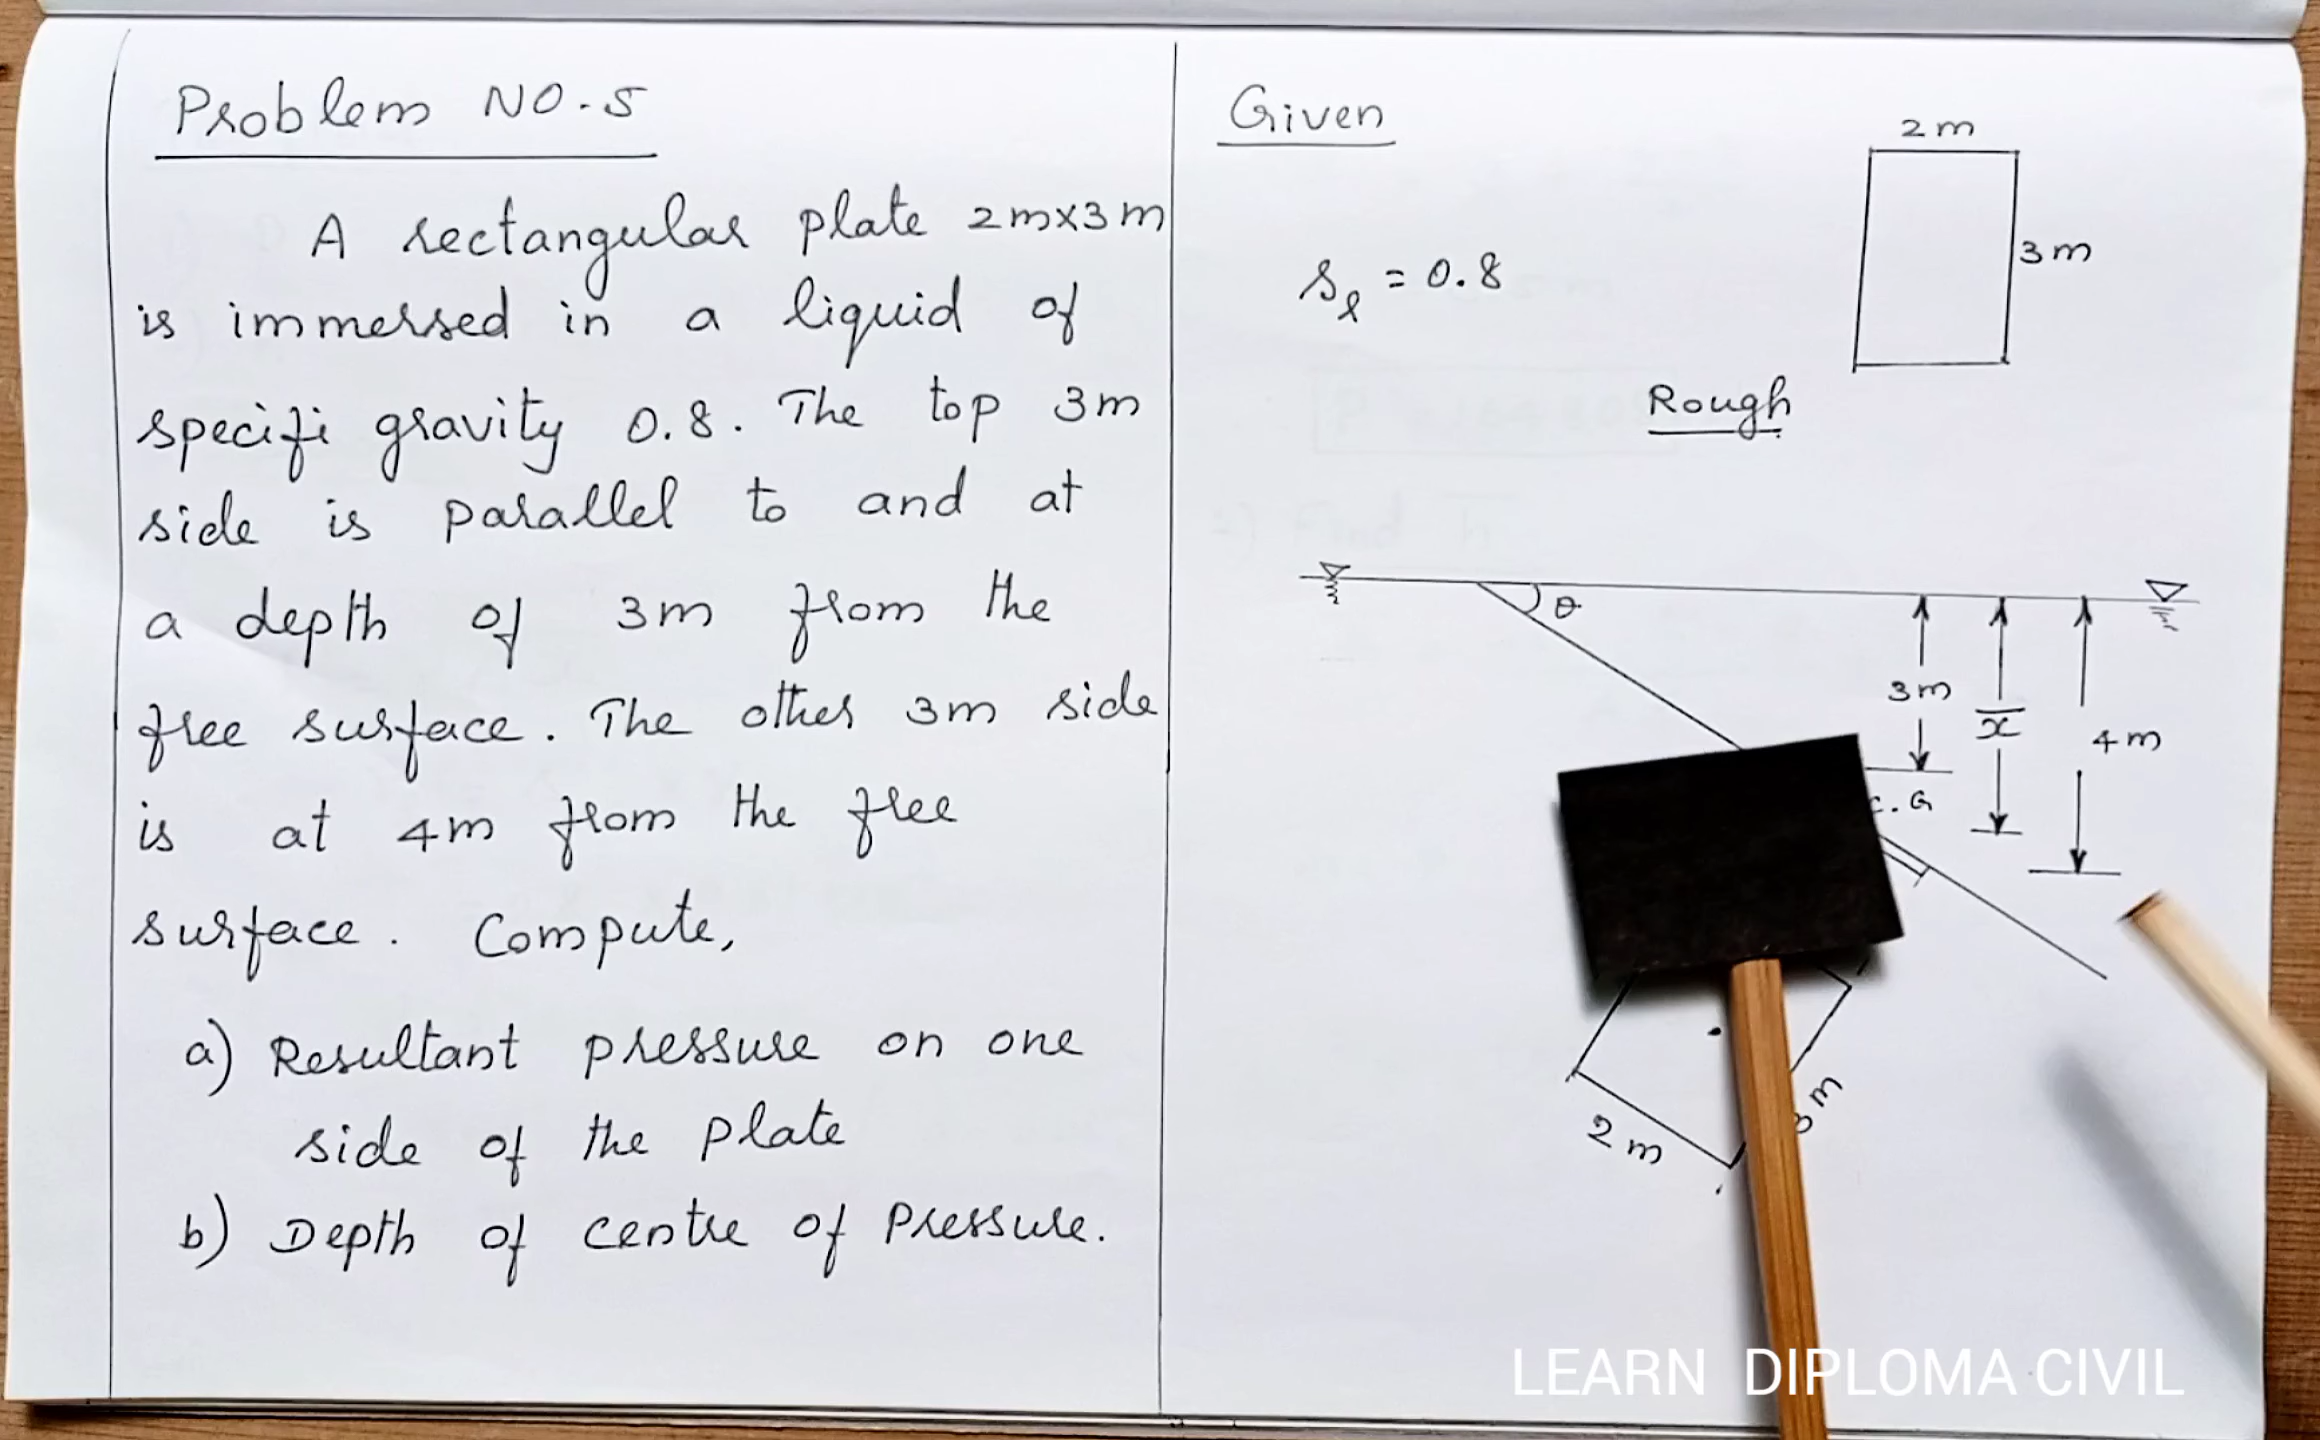 Problem NO.5
A rectangular plate 2m×3m
is immersed in a liquid of
specifi gravity 0.8. The top 3m
side is parallel to and at
a depth of 3m from the
free surface. The other 3m side
is at 4m from the free
surface. Compute,
a) Resultant pressure on one
side of the plate
b) Depth of centre of pressure.
Given
2m
3m
Sₗ = 0.8
Rough
θ
3m
x̅
4m
C.G
2m
3m
LEARN DIPLOMA CIVIL